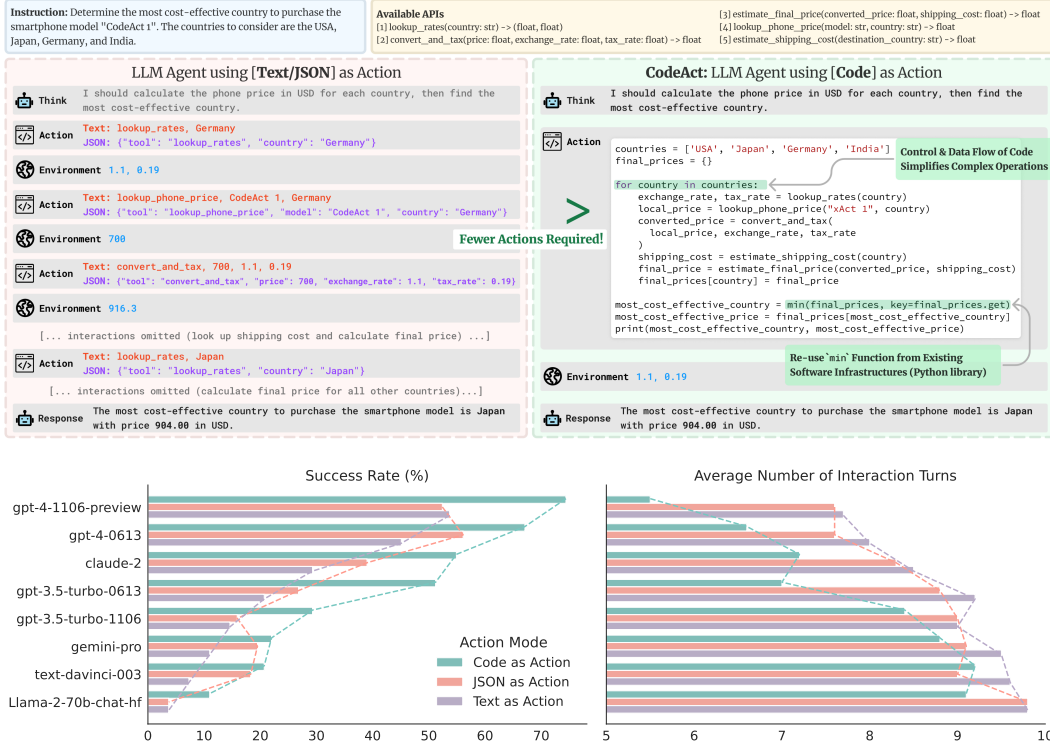 Instruction: Determine the most cost-effective country to purchase the
smartphone model "CodeAct 1". The countries to consider are the USA,
Japan, Germany, and India.
Available APIs
[1] lookup_rates(country: str) -> (float, float)
[2] convert_and_tax(price: float, exchange_rate: float, tax_rate: float) -> float
[3] estimate_final_price(converted_price: float, shipping_cost: float) -> float
[4] lookup_phone_price(model: str, country: str) -> float
[5] estimate_shipping_cost(destination_country: str) -> float
LLM Agent using [Text/JSON] as Action
Think
I should calculate the phone price in USD for each country, then find the
most cost-effective country.
Action
Text: lookup_rates, Germany
JSON: {"tool": "lookup_rates", "country": "Germany"}
Environment 1.1, 0.19
Action
Text: lookup_phone_price, CodeAct 1, Germany
JSON: {"tool": "lookup_phone_price", "model": "CodeAct 1", "country": "Germany"}
Environment 700
Action
Text: convert_and_tax, 700, 1.1, 0.19
JSON: {"tool": "convert_and_tax", "price": 700, "exchange_rate": 1.1, "tax_rate": 0.19}
Environment 916.3
[... interactions omitted (look up shipping cost and calculate final price) ...]
Action
Text: lookup_rates, Japan
JSON: {"tool": "lookup_rates", "country": "Japan"}
[... interactions omitted (calculate final price for all other countries)...]
Response
The most cost-effective country to purchase the smartphone model is Japan
with price 904.00 in USD.
>
Fewer Actions Required!
CodeAct: LLM Agent using [Code] as Action
Think
I should calculate the phone price in USD for each country, then find the
most cost-effective country.
Action
countries = ['USA', 'Japan', 'Germany', 'India']
final_prices = {}
for country in countries:
exchange_rate, tax_rate = lookup_rates(country)
local_price = lookup_phone_price("xAct 1", country)
converted_price = convert_and_tax(
local_price, exchange_rate, tax_rate
)
shipping_cost = estimate_shipping_cost(country)
final_price = estimate_final_price(converted_price, shipping_cost)
final_prices[country] = final_price
most_cost_effective_country = min(final_prices, key=final_prices.get)
most_cost_effective_price = final_prices[most_cost_effective_country]
print(most_cost_effective_country, most_cost_effective_price)
Control & Data Flow of Code
Simplifies Complex Operations
Re-use `min` Function from Existing
Software Infrastructures (Python library)
Environment 1.1, 0.19
Response
The most cost-effective country to purchase the smartphone model is Japan
with price 904.00 in USD.
Success Rate (%)
gpt-4-1106-preview
gpt-4-0613
claude-2
gpt-3.5-turbo-0613
gpt-3.5-turbo-1106
gemini-pro
text-davinci-003
Llama-2-70b-chat-hf
Action Mode
Code as Action
JSON as Action
Text as Action
0 10 20 30 40 50 60 70
Average Number of Interaction Turns
5 6 7 8 9 10